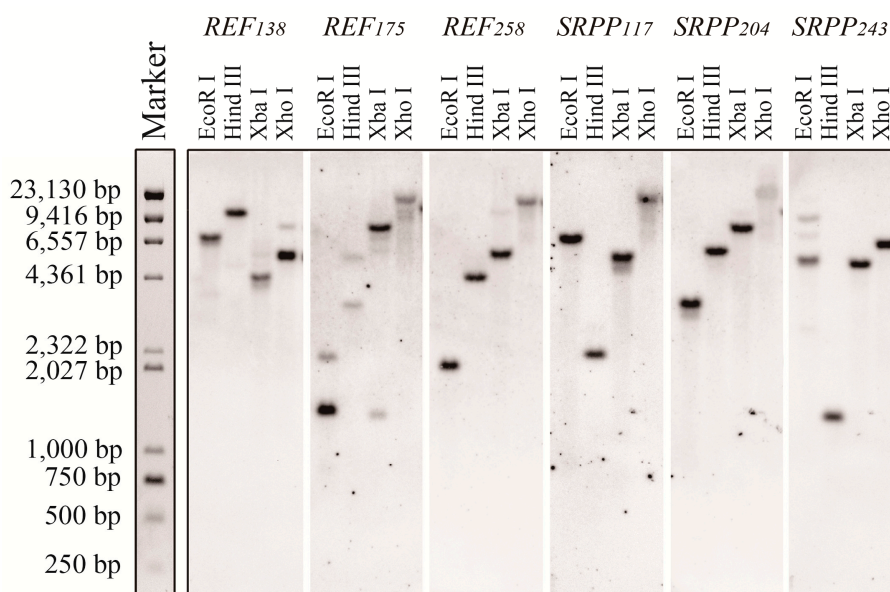 REF138 REF175 REF258 SRPP117 SRPP204 SRPP243
Marker
EcoR I Hind III Xba I Xho I EcoR I Hind III Xba I Xho I EcoR I Hind III Xba I Xho I EcoR I Hind III Xba I Xho I EcoR I Hind III Xba I Xho I EcoR I Hind III Xba I Xho I
23,130 bp
9,416 bp
6,557 bp
4,361 bp
2,322 bp
2,027 bp
1,000 bp
750 bp
500 bp
250 bp